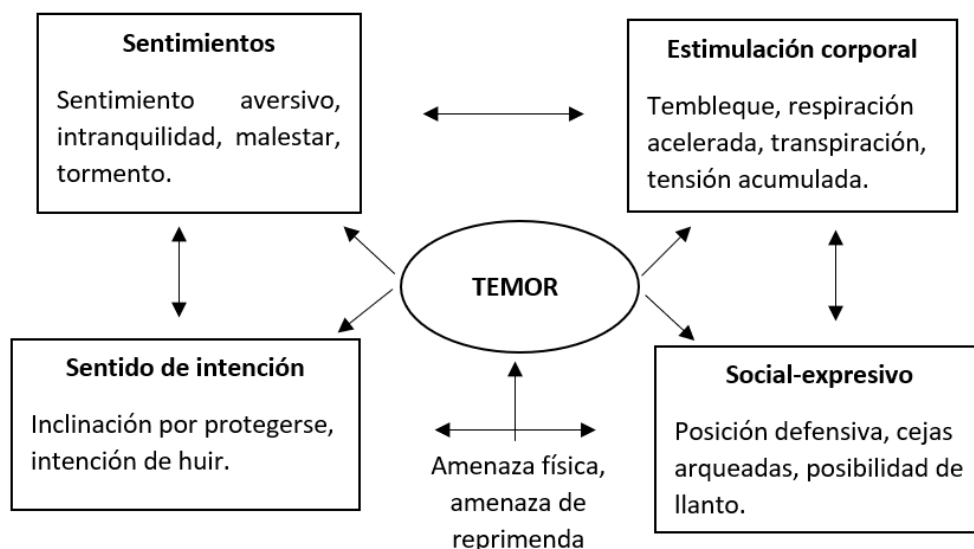 Sentimientos
Sentimiento aversivo,
intranquilidad, malestar,
tormento.
Estimulación corporal
Tembleque, respiración
acelerada, transpiración,
tensión acumulada.
TEMOR
Sentido de intención
Inclinación por protegerse,
intención de huir.
Amenaza física,
amenaza de
reprimenda
Social-expresivo
Posición defensiva, cejas
arqueadas, posibilidad de
llanto.